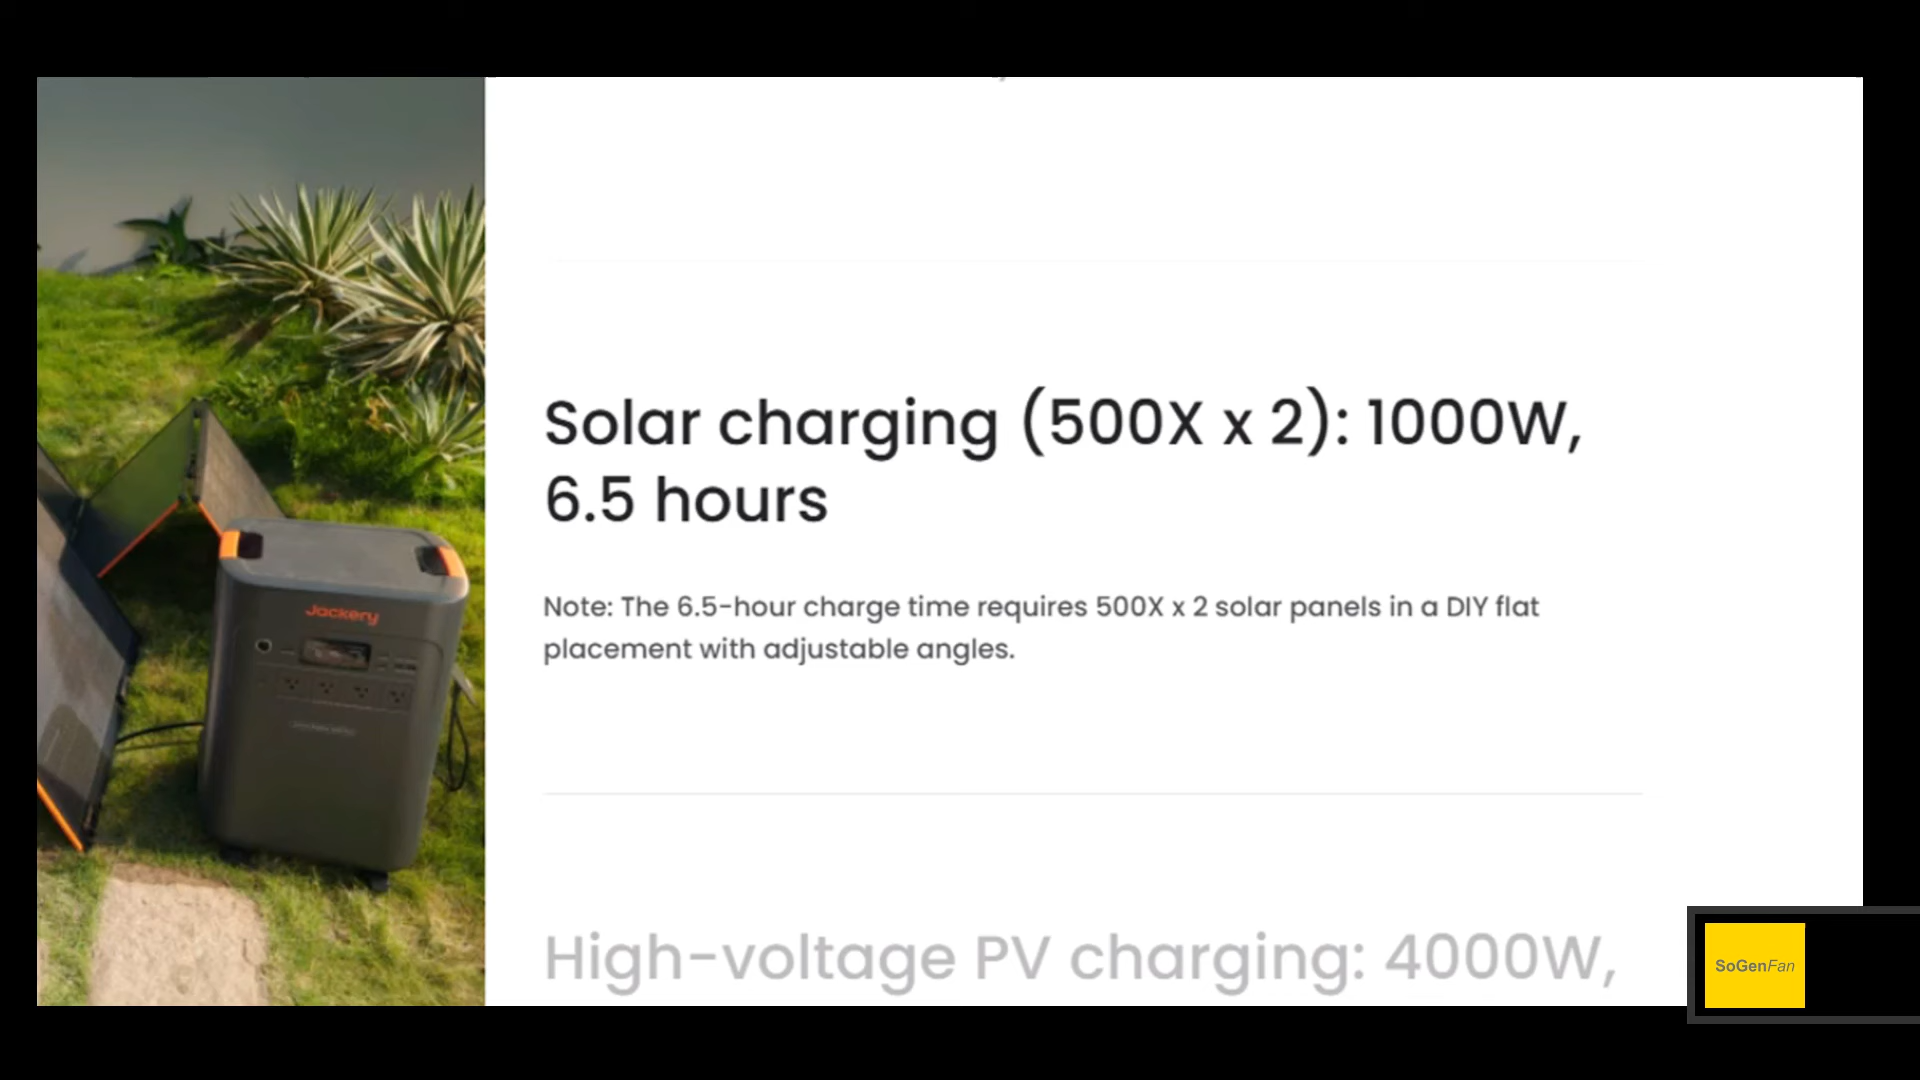 Solar charging (500X x 2): 1000W,
6.5 hours
Note: The 6.5-hour charge time requires 500X x 2 solar panels in a DIY flat
placement with adjustable angles.
High-voltage PV charging: 4000W,
Jackery
SoGenFan